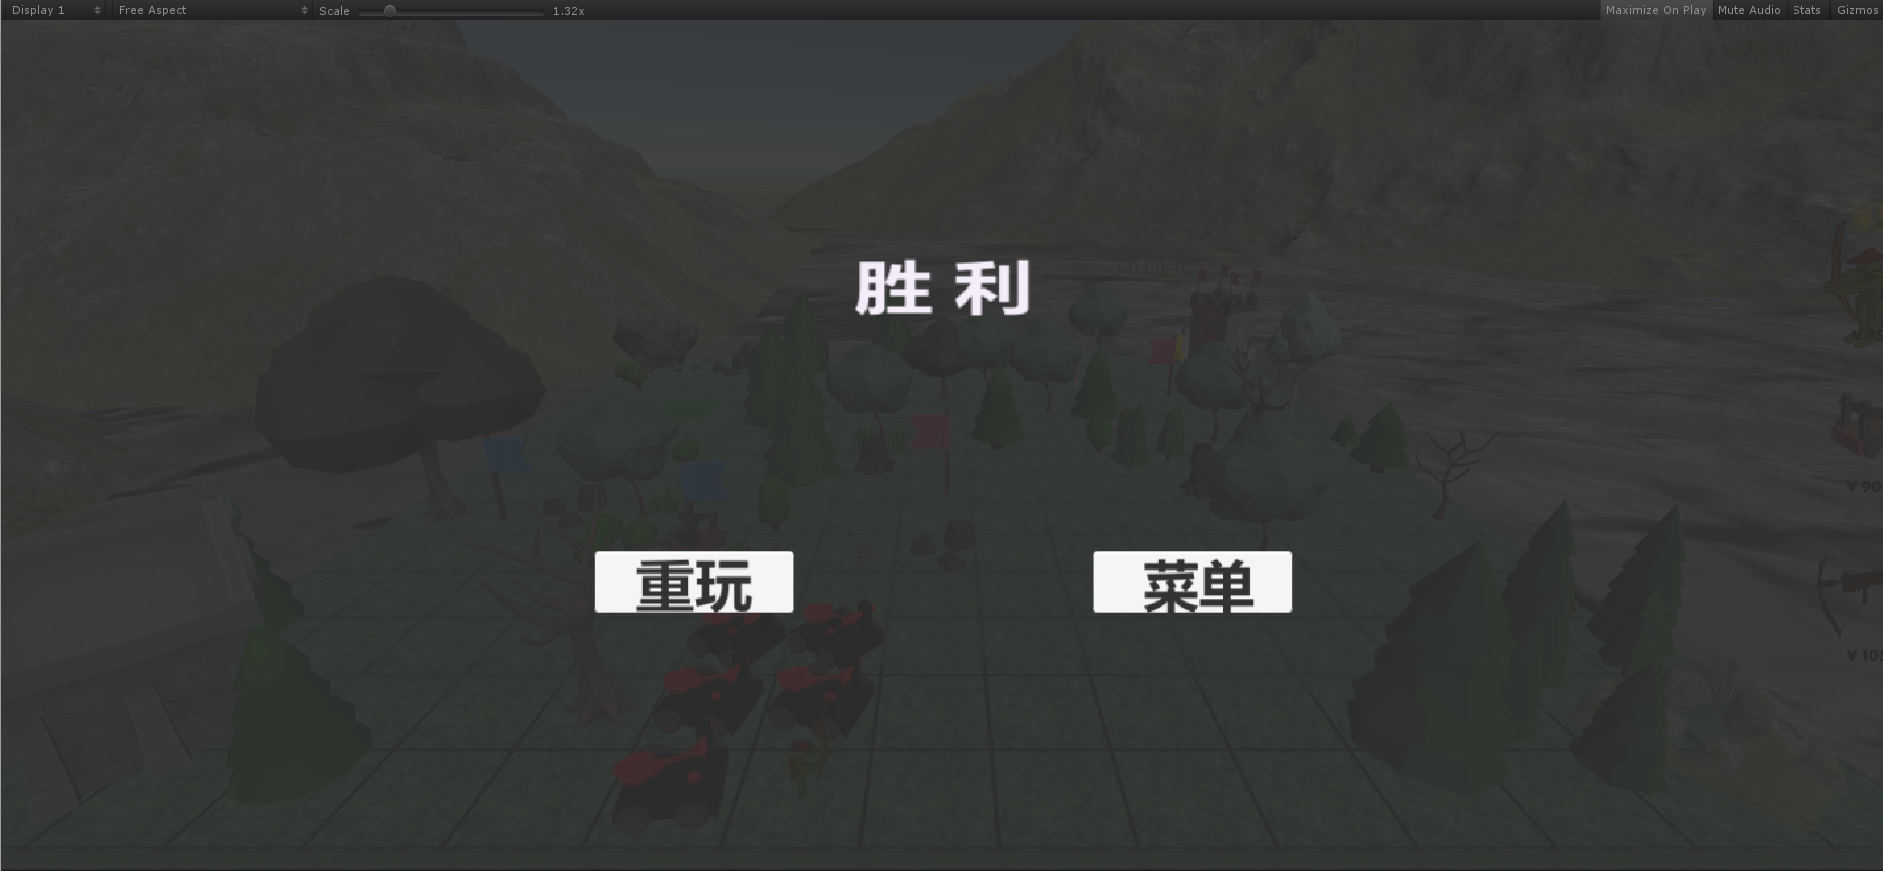 Display 1 Free Aspect Scale 1.32x Maximize On Play Mute Audio Stats Gizmos
胜利
重玩 菜单